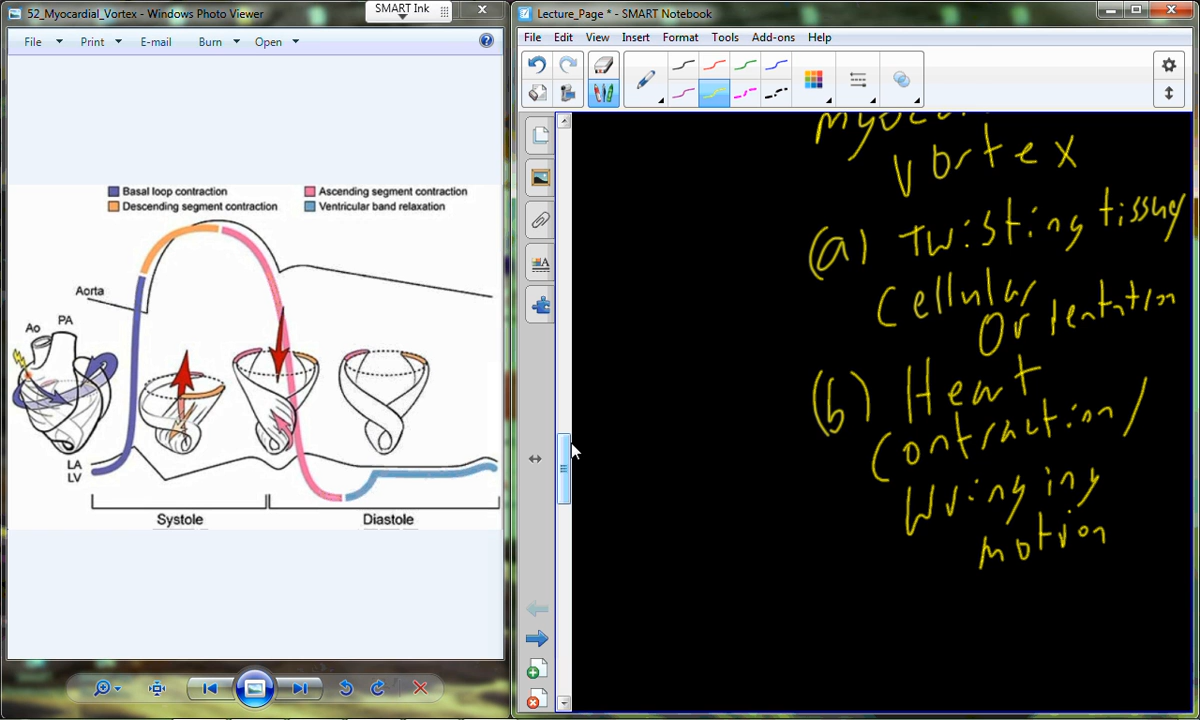 52_Myocardial_Vortex - Windows Photo Viewer
SMART Ink
File Print E-mail Burn Open
Basal loop contraction
Descending segment contraction
Ascending segment contraction
Ventricular band relaxation
Aorta
Ao PA
LA
LV
Systole Diastole
Lecture_Page * - SMART Notebook
File Edit View Insert Format Tools Add-ons Help
Vortex
(a) Twisting tissue/
Cellular
Orientation
(b) Heart
Contraction/
Wringing
motion